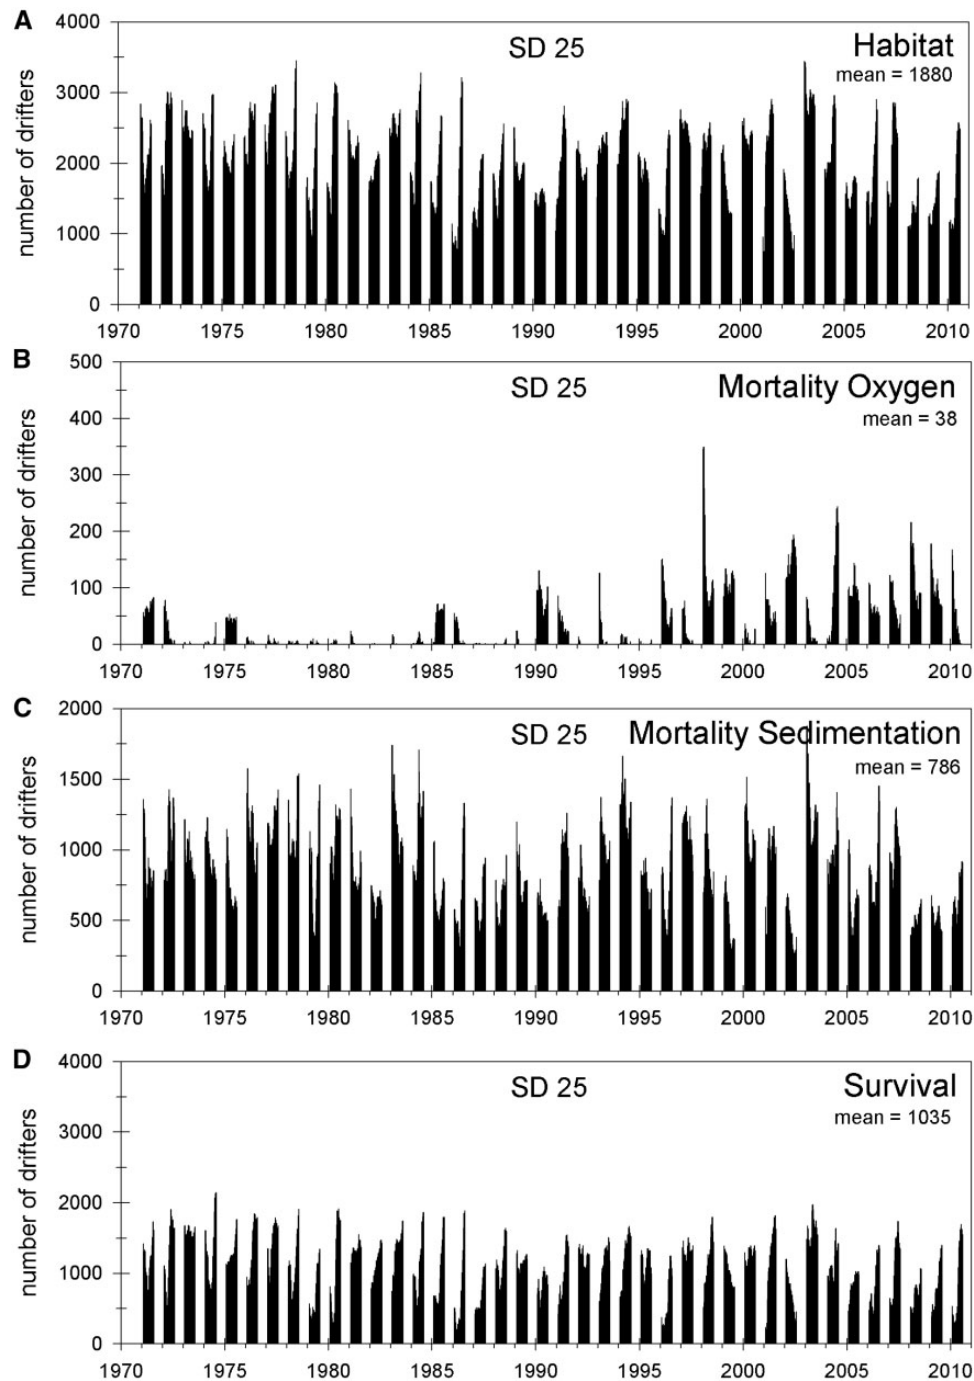 A
SD 25
Habitat
mean = 1880
number of drifters
4000
3000
2000
1000
0
1970 1975 1980 1985 1990 1995 2000 2005 2010
B
SD 25
Mortality Oxygen
mean = 38
number of drifters
500
400
300
200
100
0
1970 1975 1980 1985 1990 1995 2000 2005 2010
C
SD 25
Mortality Sedimentation
mean = 786
number of drifters
2000
1500
1000
500
0
1970 1975 1980 1985 1990 1995 2000 2005 2010
D
SD 25
Survival
mean = 1035
number of drifters
4000
3000
2000
1000
0
1970 1975 1980 1985 1990 1995 2000 2005 2010